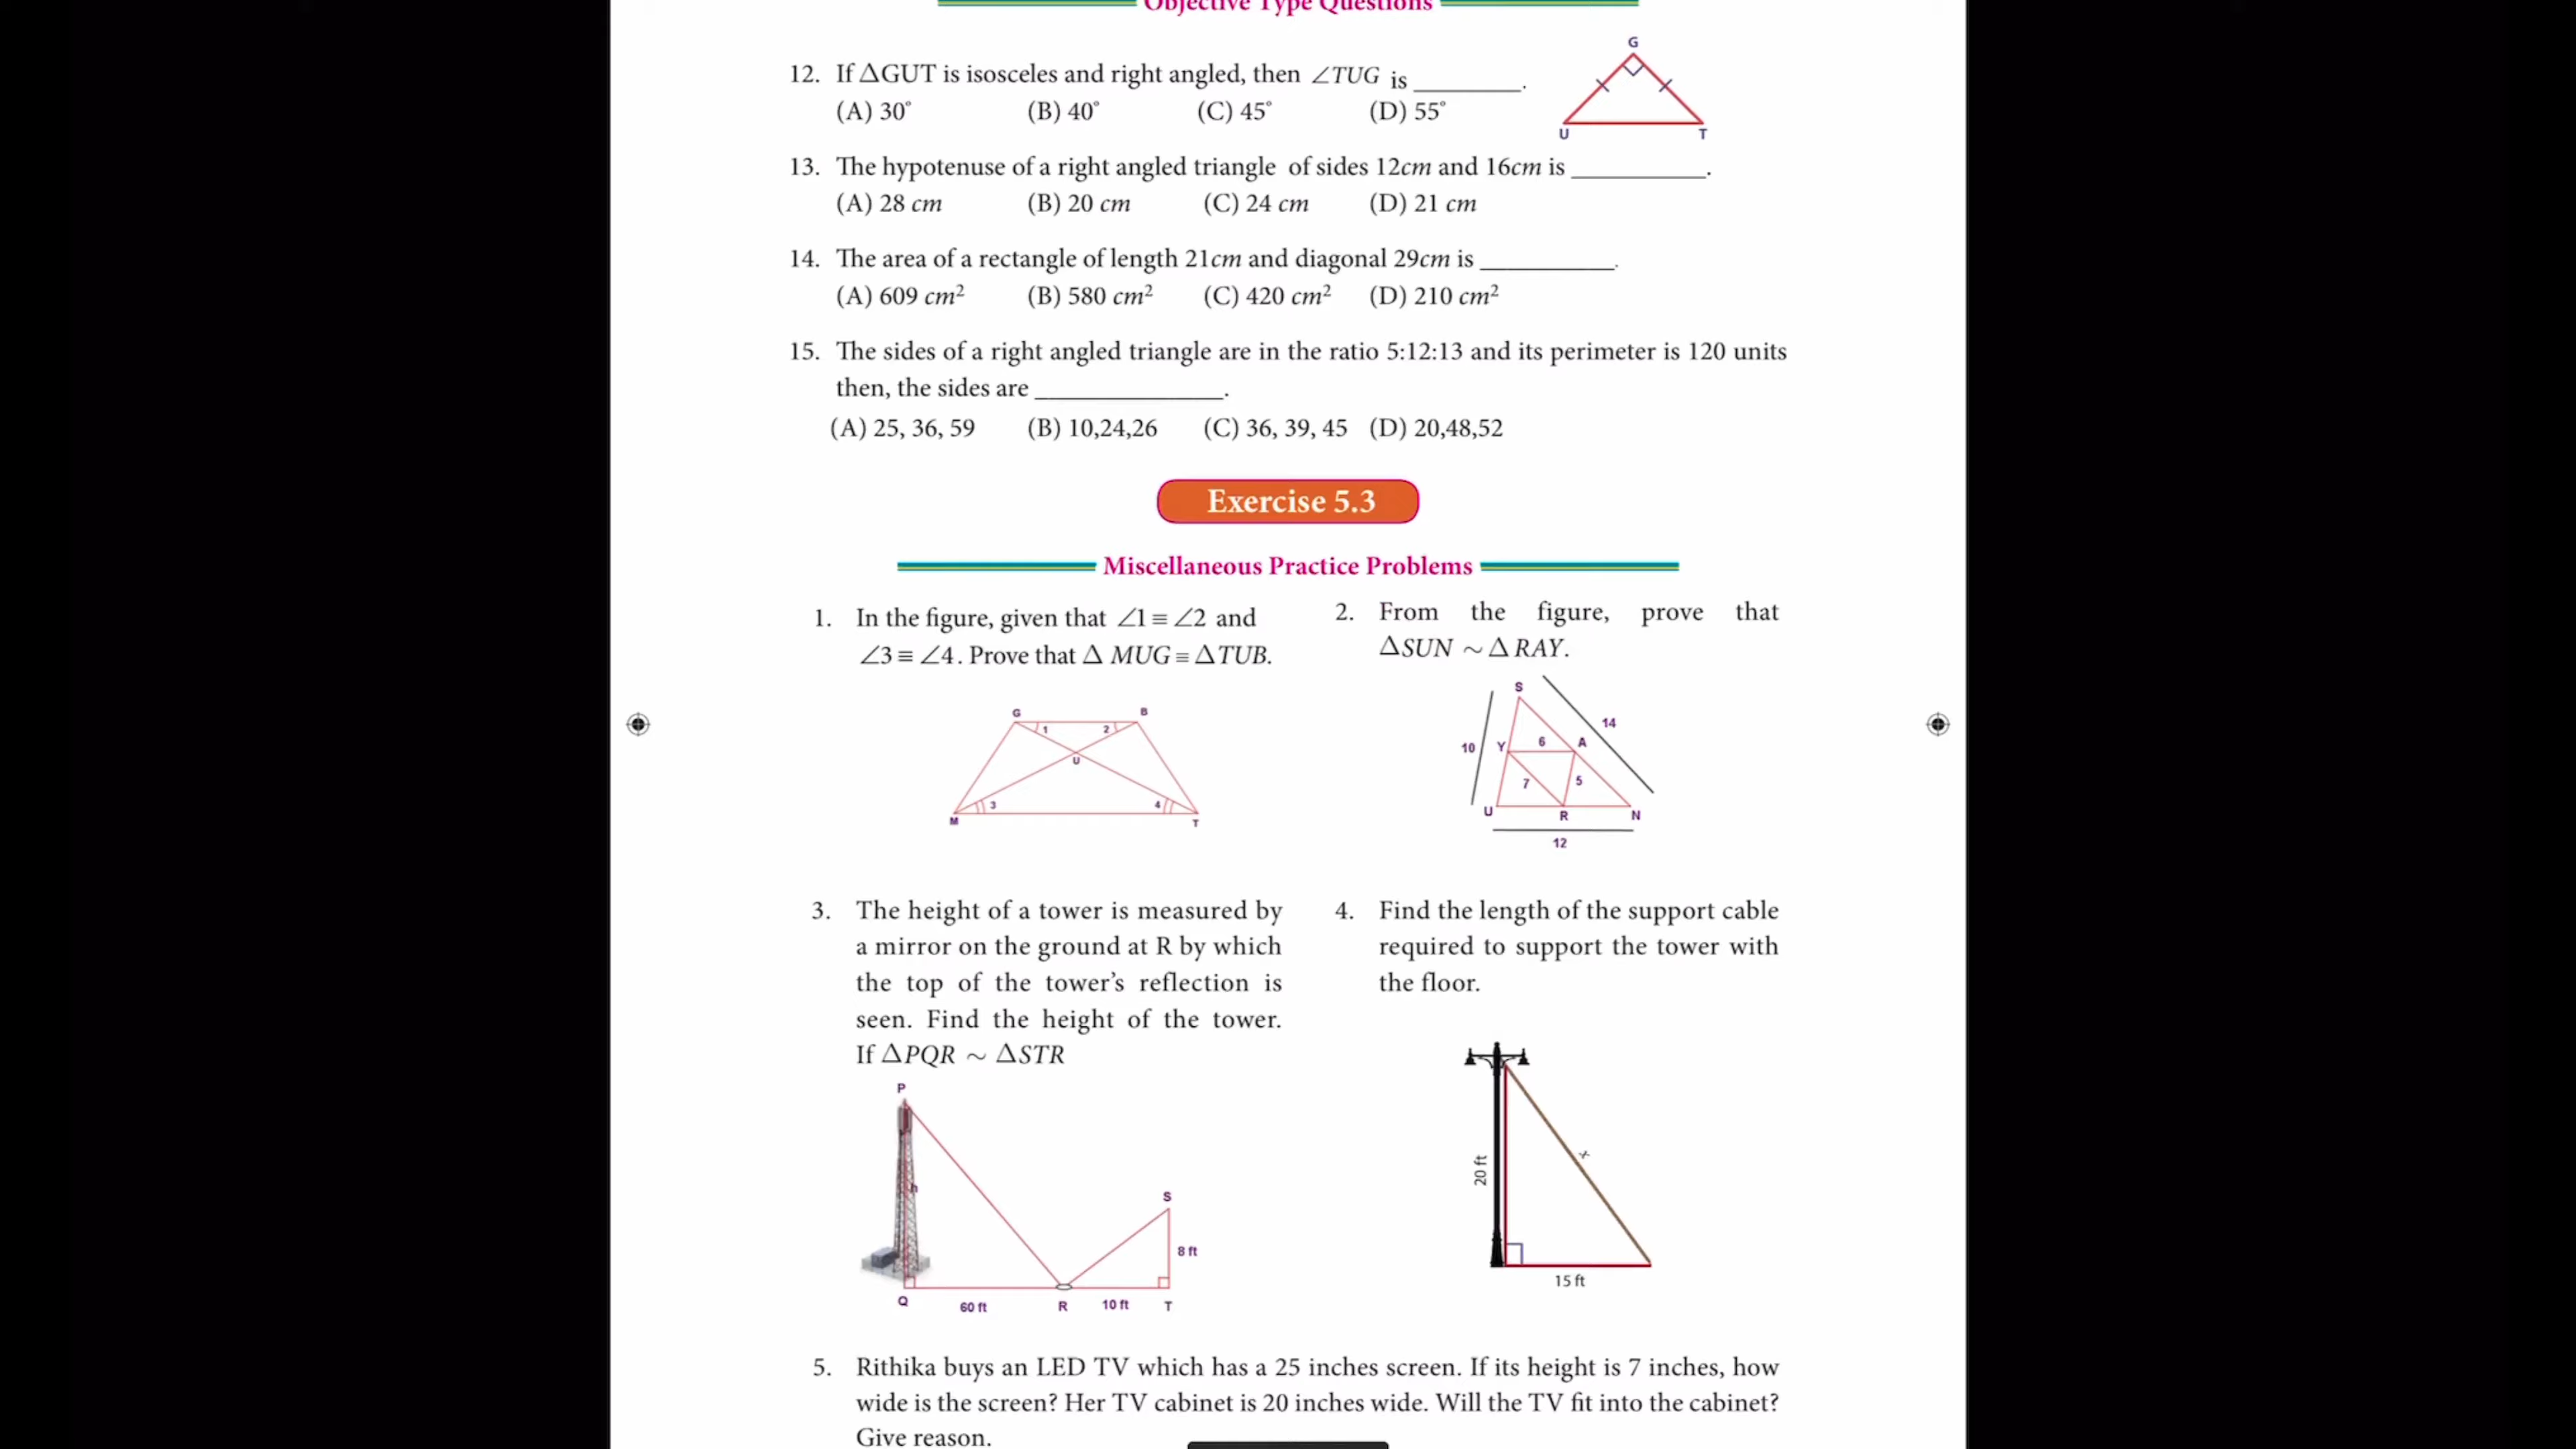 Objective Type Questions
12. If ΔGUT is isosceles and right angled, then ∠TUG is ________.
(A) 30° (B) 40° (C) 45° (D) 55°
G
U T
13. The hypotenuse of a right angled triangle of sides 12cm and 16cm is __________.
(A) 28 cm (B) 20 cm (C) 24 cm (D) 21 cm
14. The area of a rectangle of length 21cm and diagonal 29cm is __________.
(A) 609 cm² (B) 580 cm² (C) 420 cm² (D) 210 cm²
15. The sides of a right angled triangle are in the ratio 5:12:13 and its perimeter is 120 units
then, the sides are ______________.
(A) 25, 36, 59 (B) 10,24,26 (C) 36, 39, 45 (D) 20,48,52
Exercise 5.3
Miscellaneous Practice Problems
1. In the figure, given that ∠1 ≡ ∠2 and
∠3 ≡ ∠4. Prove that Δ MUG ≡ ΔTUB.
G B
1 2
U
3 4
M T
2. From the figure, prove that
ΔSUN ~ Δ RAY.
S
14
10 Y 6 A
7 5
U R N
12
3. The height of a tower is measured by
a mirror on the ground at R by which
the top of the tower's reflection is
seen. Find the height of the tower.
If ΔPQR ~ ΔSTR
P
h
S
8 ft
Q 60 ft R 10 ft T
4. Find the length of the support cable
required to support the tower with
the floor.
20 ft
x
15 ft
5. Rithika buys an LED TV which has a 25 inches screen. If its height is 7 inches, how
wide is the screen? Her TV cabinet is 20 inches wide. Will the TV fit into the cabinet?
Give reason.